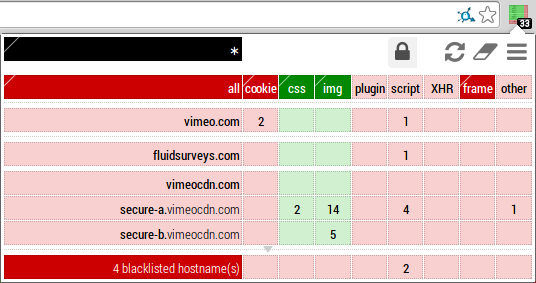 33
*
all cookie css img plugin script XHR frame other
vimeo.com 2 1
fluidsurveys.com 1
vimeocdn.com
secure-a.vimeocdn.com 2 14 4 1
secure-b.vimeocdn.com 5
4 blacklisted hostname(s) 2